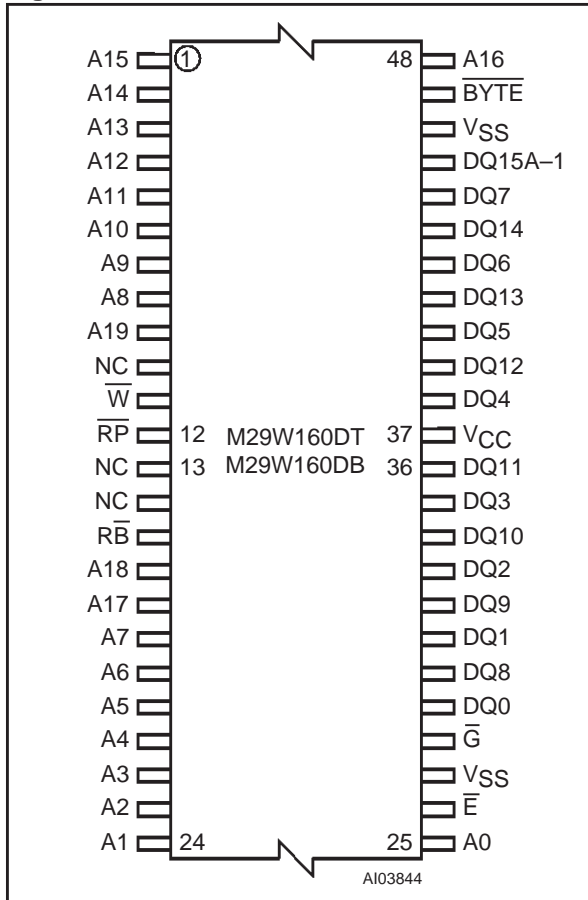 A15 1 48 A16
A14 B̅Y̅T̅E̅
A13 VSS
A12 DQ15A–1
A11 DQ7
A10 DQ14
A9 DQ6
A8 DQ13
A19 DQ5
NC DQ12
W̅ DQ4
R̅P̅ 12 M29W160DT 37 VCC
NC 13 M29W160DB 36 DQ11
NC DQ3
RB̅ DQ10
A18 DQ2
A17 DQ9
A7 DQ1
A6 DQ8
A5 DQ0
A4 G̅
A3 VSS
A2 E̅
A1 24 25 A0
AI03844